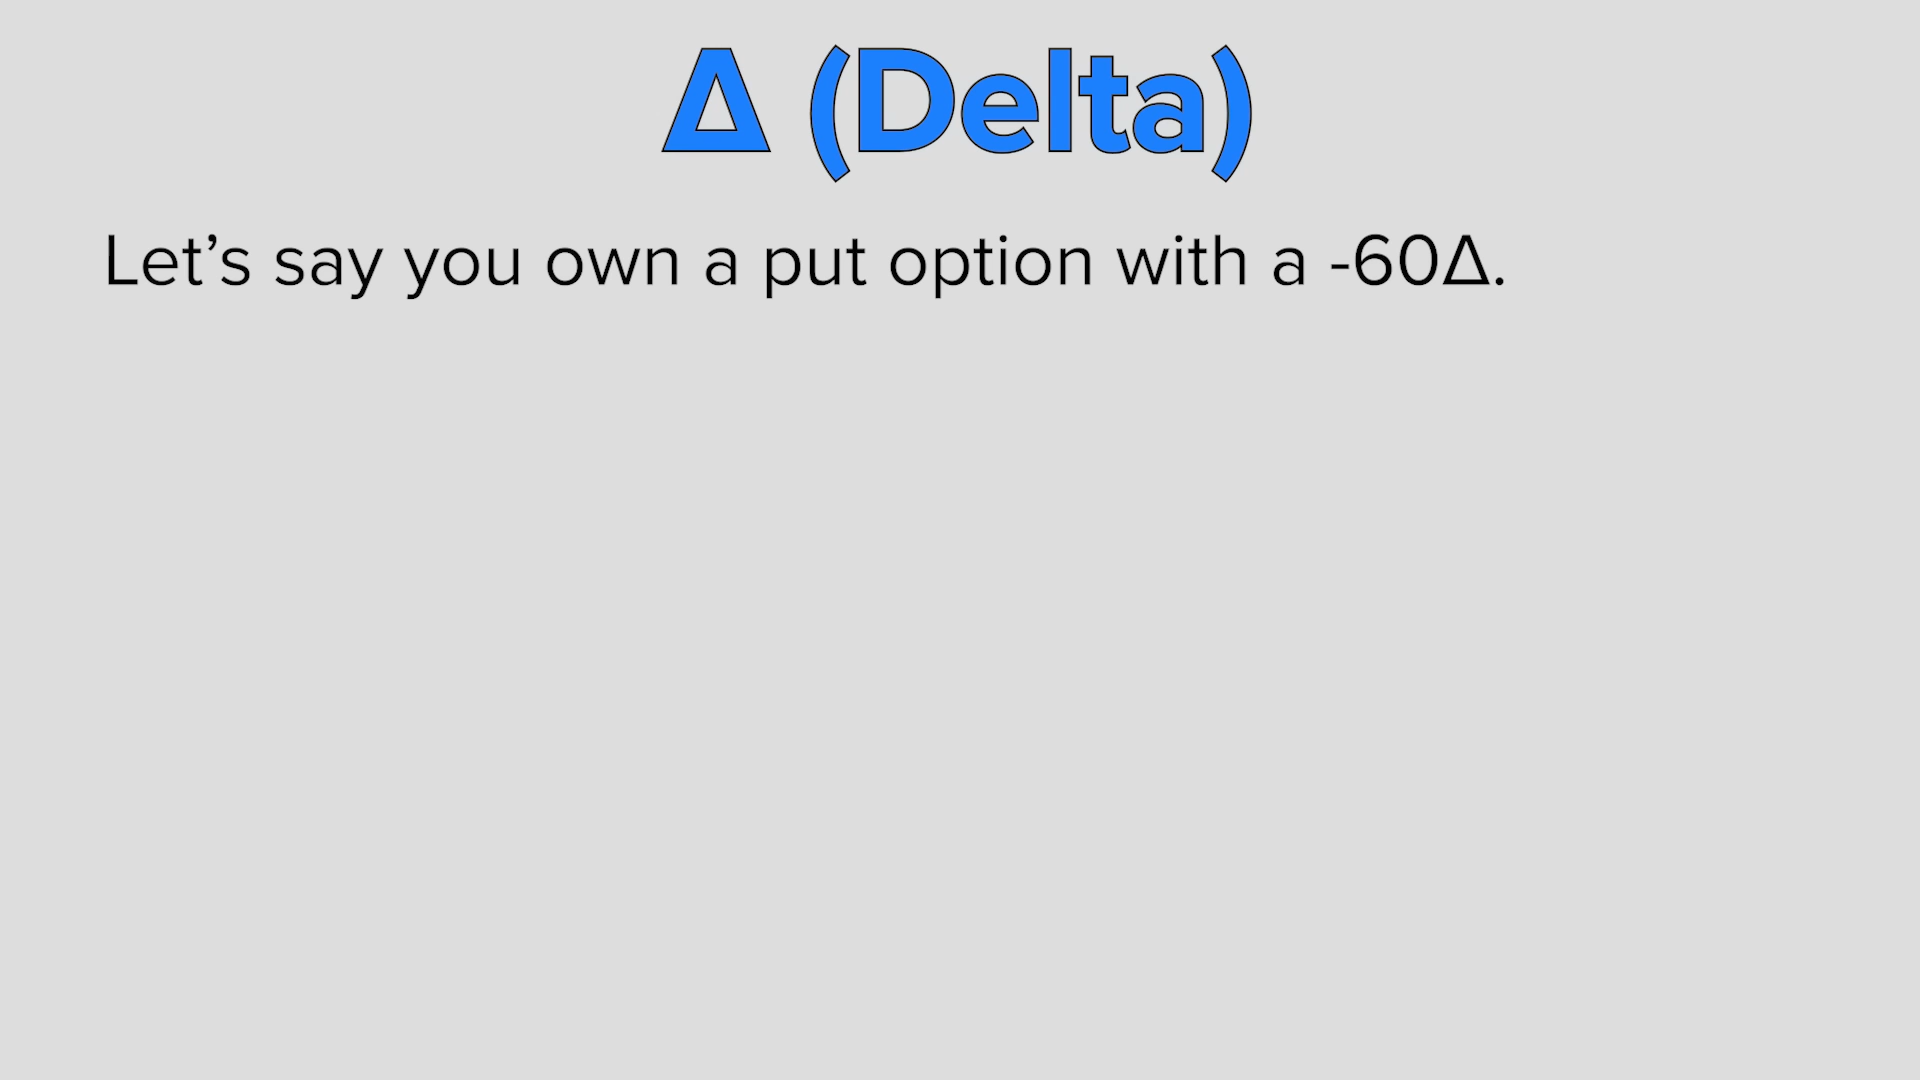 Δ (Delta)
Let’s say you own a put option with a -60Δ.